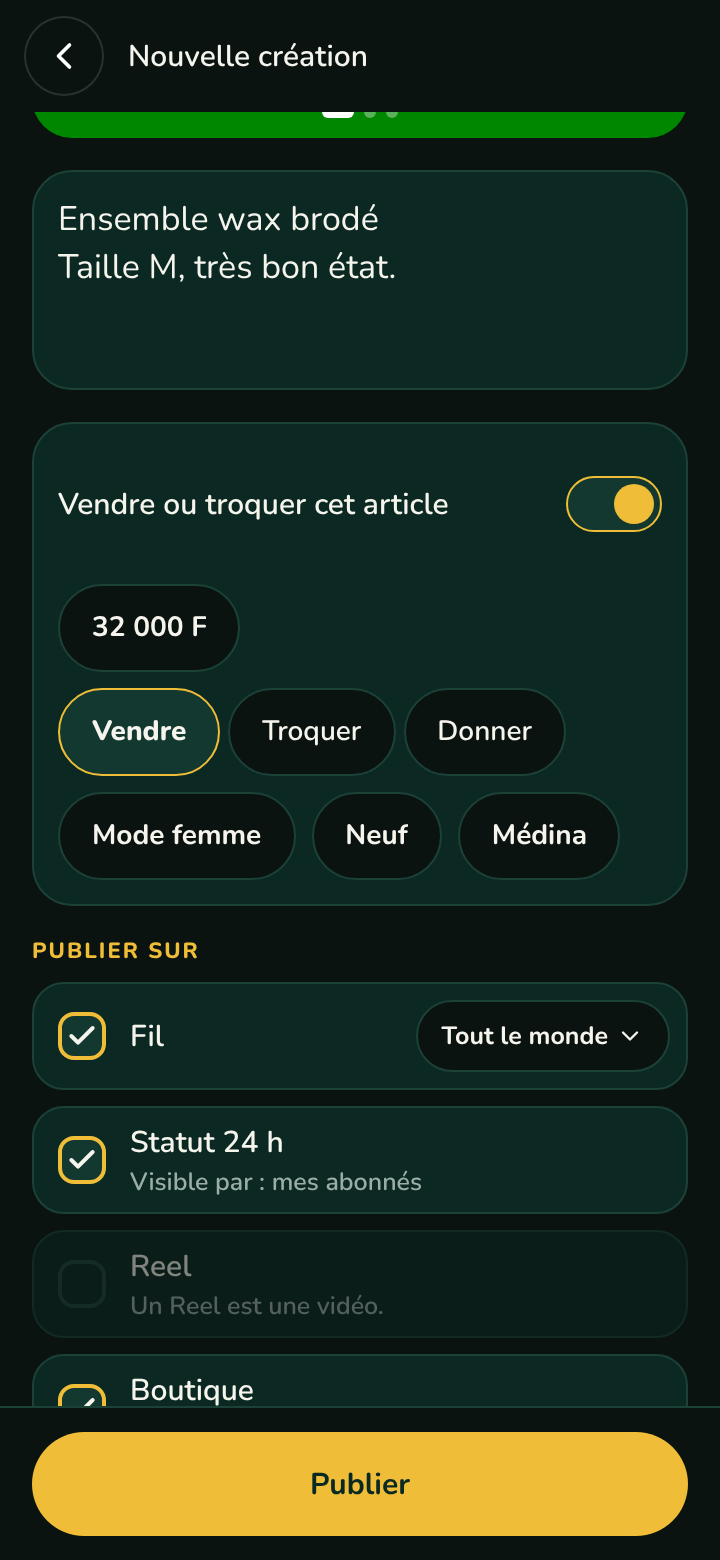 Nouvelle création
Ensemble wax brodé
Taille M, très bon état.
Vendre ou troquer cet article
32 000 F
Vendre
Troquer
Donner
Mode femme
Neuf
Médina
PUBLIER SUR
Fil
Tout le monde
Statut 24 h
Visible par : mes abonnés
Reel
Un Reel est une vidéo.
Boutique
Publier